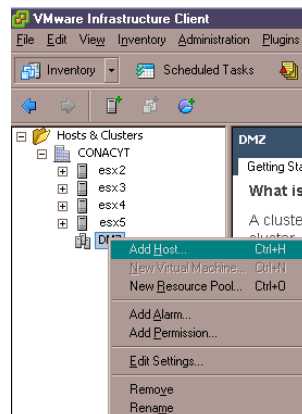 VMware Infrastructure Client
File Edit View Inventory Administration Plugins
Inventory Scheduled Tasks
Hosts & Clusters
CONACYT
esx2
esx3
esx4
esx5
DMZ
DMZ
Getting Sta
What is
A cluste
Add Host... Ctrl+H
New Virtual Machine... Ctrl+N
New Resource Pool... Ctrl+O
Add Alarm...
Add Permission...
Edit Settings...
Remove
Rename